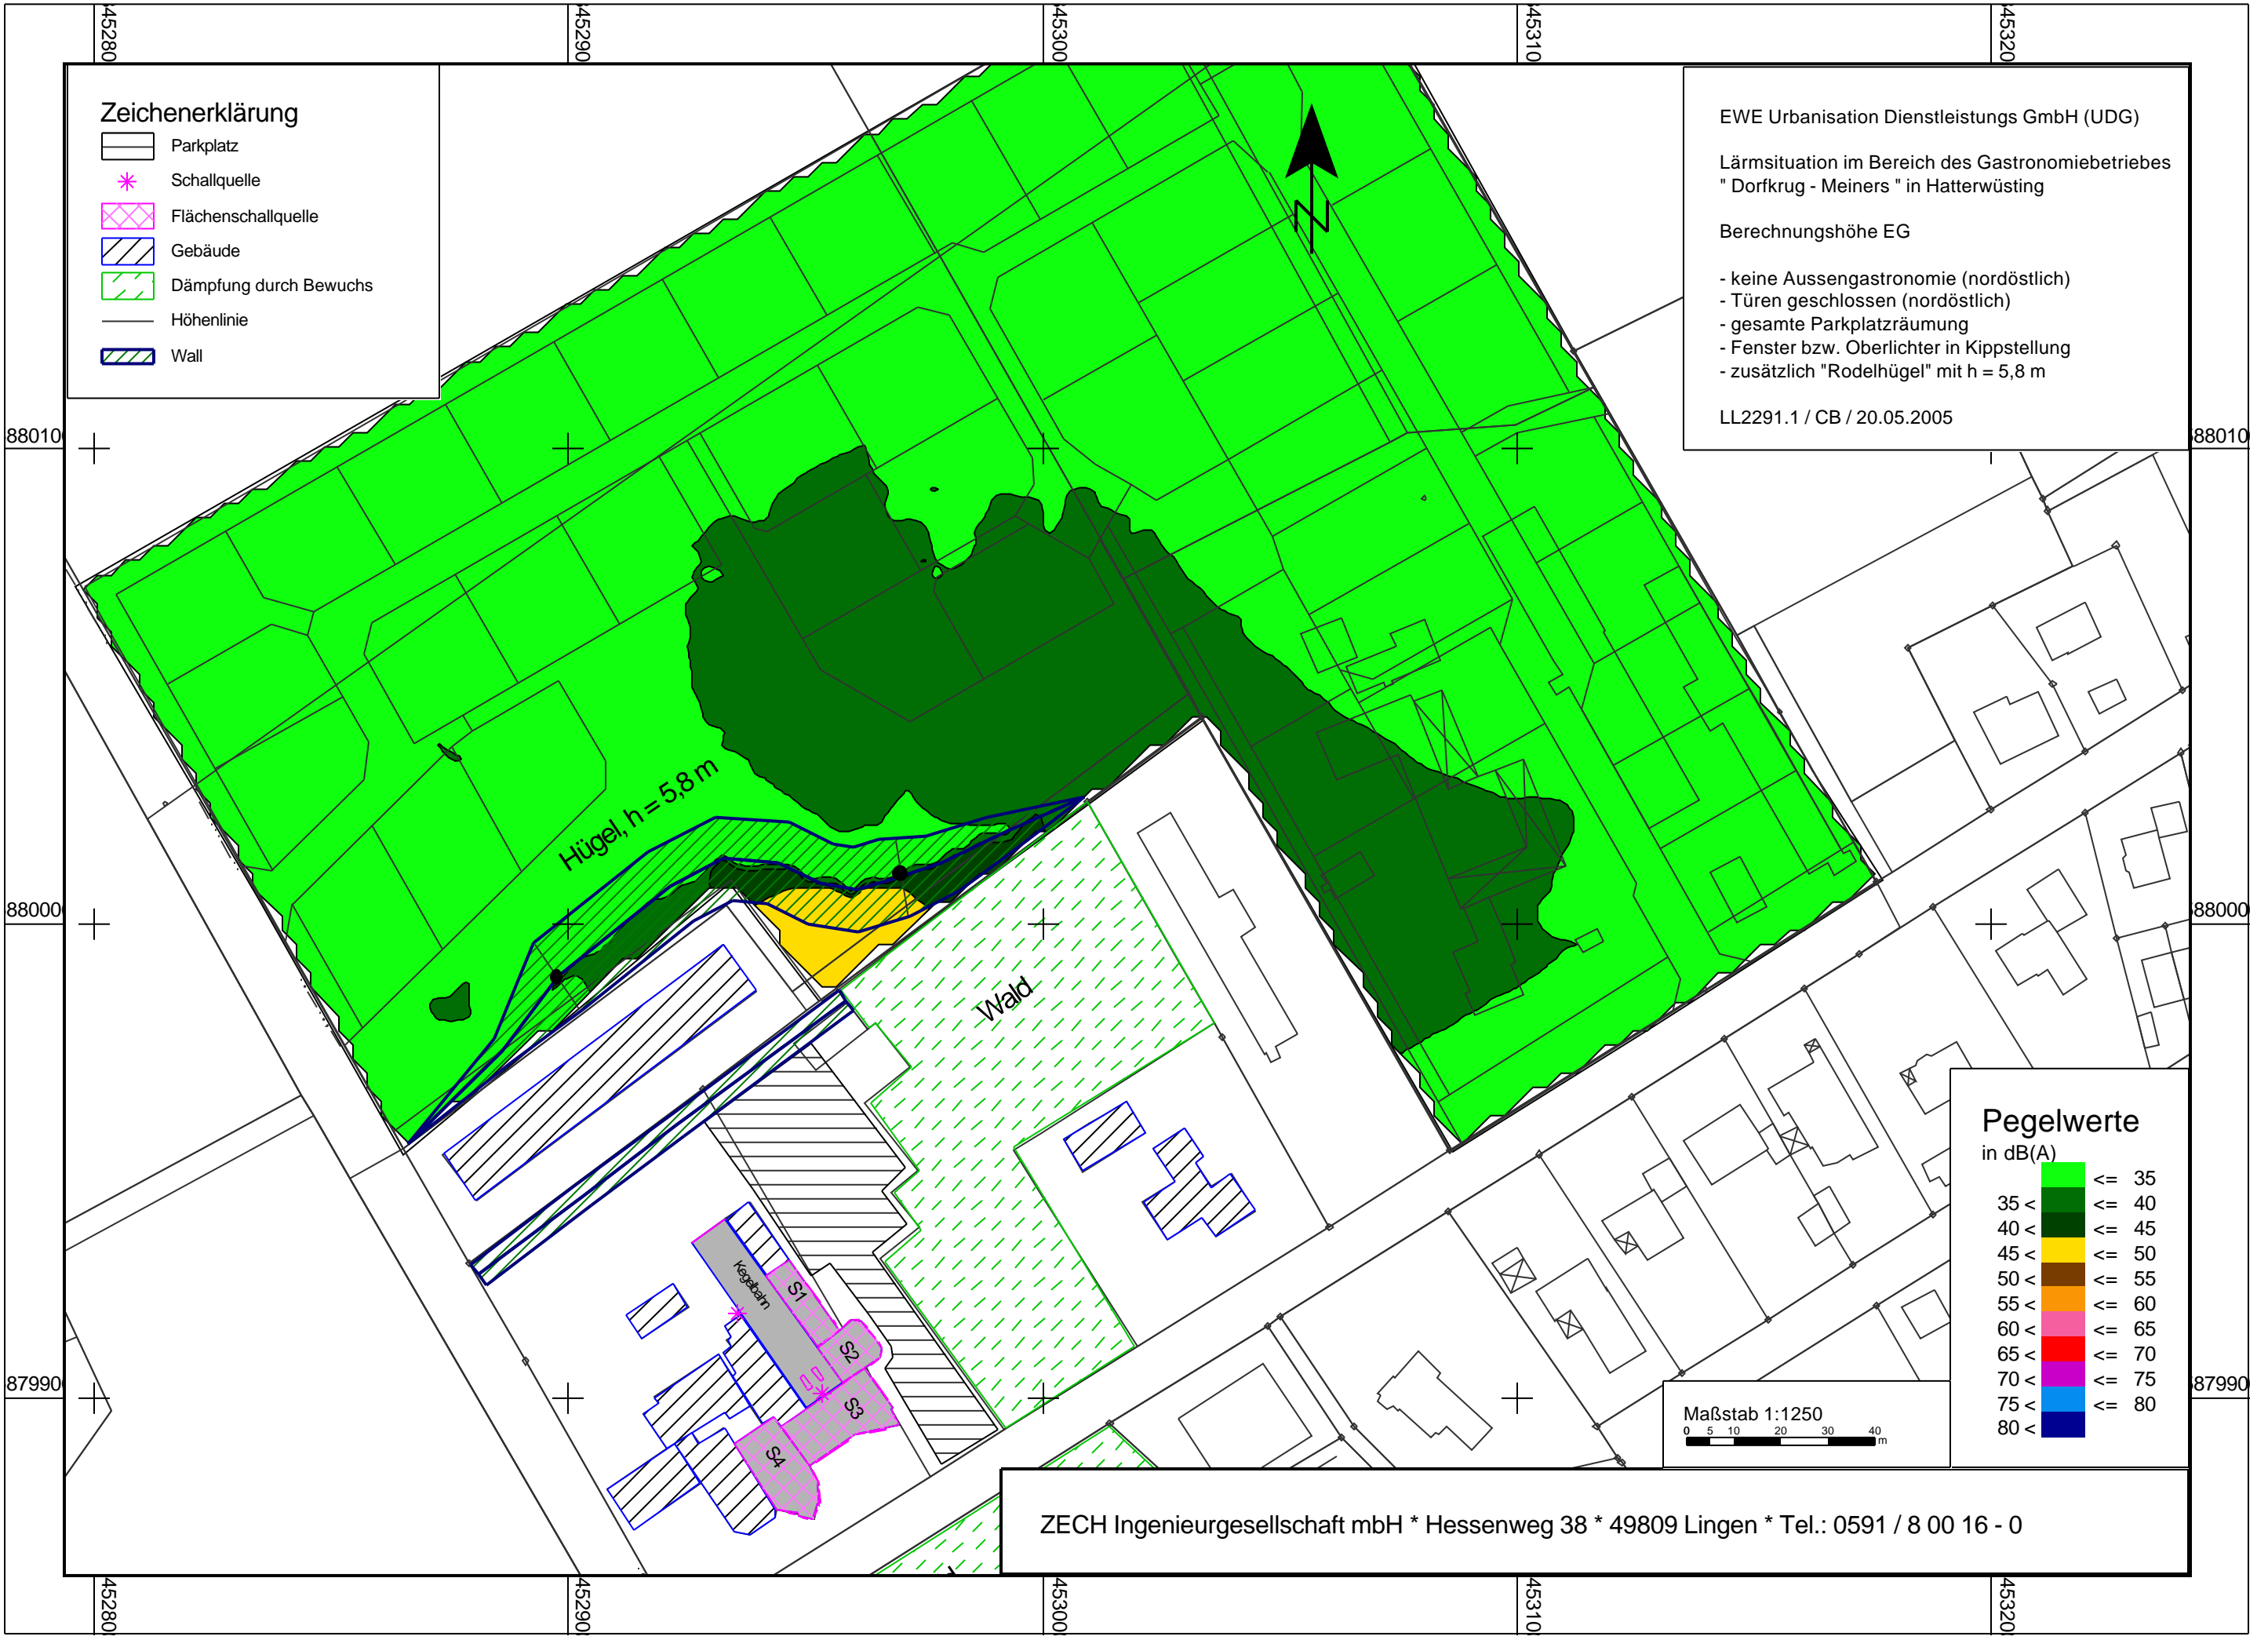 45280
45290
45300
45310
45320
Zeichenerklärung
Parkplatz
Schallquelle
Flächenschallquelle
Gebäude
Dämpfung durch Bewuchs
Höhenlinie
Wall
EWE Urbanisation Dienstleistungs GmbH (UDG)
Lärmsituation im Bereich des Gastronomiebetriebes
" Dorfkrug - Meiners " in Hatterwüsting
Berechnungshöhe EG
- keine Aussengastronomie (nordöstlich)
- Türen geschlossen (nordöstlich)
- gesamte Parkplatzräumung
- Fenster bzw. Oberlichter in Kippstellung
- zusätzlich "Rodelhügel" mit h = 5,8 m
LL2291.1 / CB / 20.05.2005
N
88010
88010
Hügel, h = 5,8 m
88000
88000
Wald
Kegelbahn
S1
S2
S3
S4
87990
87990
Pegelwerte
in dB(A)
<= 35
35 < <= 40
40 < <= 45
45 < <= 50
50 < <= 55
55 < <= 60
60 < <= 65
65 < <= 70
70 < <= 75
75 < <= 80
80 <
Maßstab 1:1250
0 5 10 20 30 40
m
ZECH Ingenieurgesellschaft mbH * Hessenweg 38 * 49809 Lingen * Tel.: 0591 / 8 00 16 - 0
45280
45290
45300
45310
45320